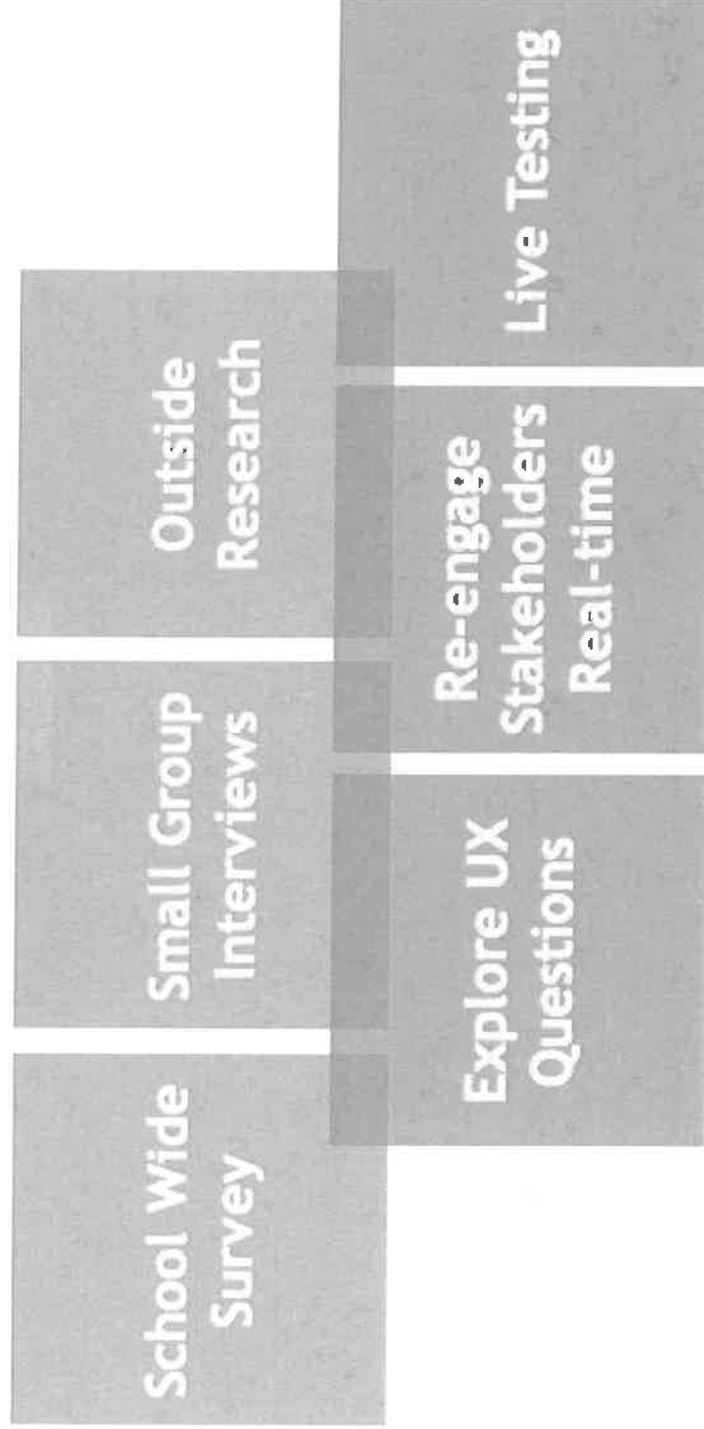 School Wide
Survey
Small Group
Interviews
Outside
Research
Explore UX
Questions
Re-engage
Stakeholders
Real-time
Live Testing